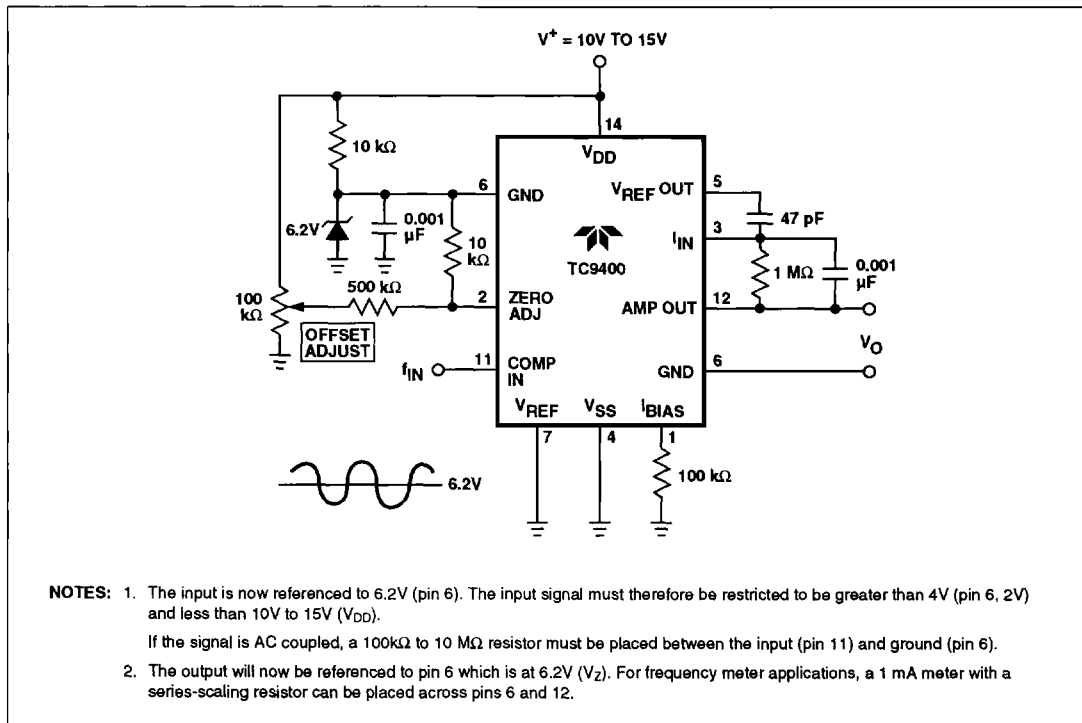 V+ = 10V TO 15V
14
10 kΩ
VDD
6
GND
VREF OUT
5
47 pF
6.2V
0.001
µF
10
kΩ
IIN
3
TC9400
1 MΩ
0.001
µF
100
kΩ
500 kΩ
2
ZERO
ADJ
AMP OUT
12
OFFSET
ADJUST
VO
fIN
11
COMP
IN
GND
6
VREF
VSS
IBIAS
7
4
1
100 kΩ
6.2V
NOTES: 1. The input is now referenced to 6.2V (pin 6). The input signal must therefore be restricted to be greater than 4V (pin 6, 2V)
and less than 10V to 15V (VDD).
If the signal is AC coupled, a 100kΩ to 10 MΩ resistor must be placed between the input (pin 11) and ground (pin 6).
2. The output will now be referenced to pin 6 which is at 6.2V (VZ). For frequency meter applications, a 1 mA meter with a
series-scaling resistor can be placed across pins 6 and 12.